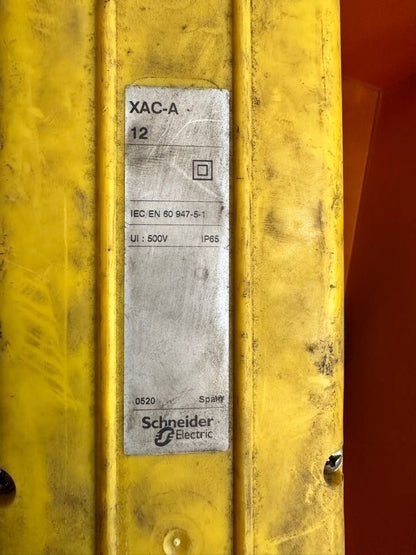 XAC-A
12
IEC/EN 60 947-5-1
UI : 500V IP65
0520 Spain
Schneider
Electric